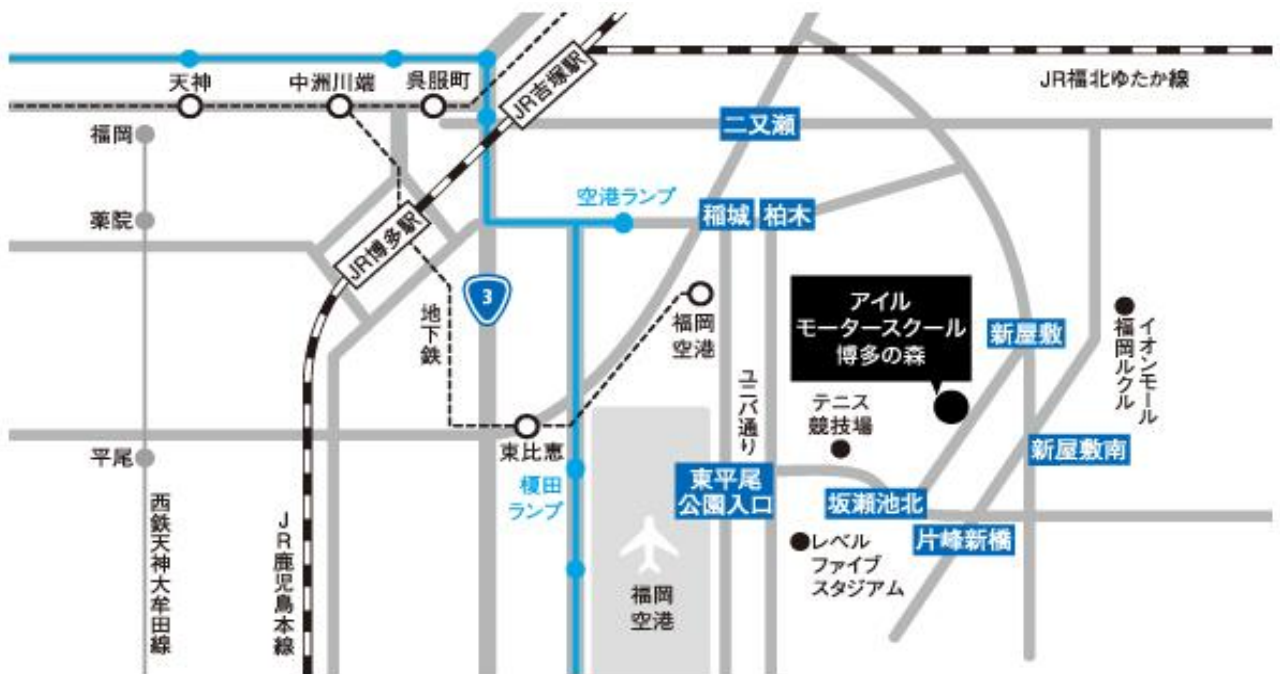 天神
中洲川端
呉服町
JR吉塚駅
JR福北ゆたか線
福岡
二又瀬
薬院
空港ランプ
稲城
柏木
JR博多駅
3
地下鉄
福岡
空港
アイル
モータースクール
博多の森
新屋敷
イオンモール
福岡ルクル
ユニバ通り
テニス
競技場
東比恵
平尾
新屋敷南
榎田
ランプ
東平尾
公園入口
坂瀬池北
片峰新橋
西鉄天神大牟田線
JR鹿児島本線
レベル
ファイブ
スタジアム
福岡
空港